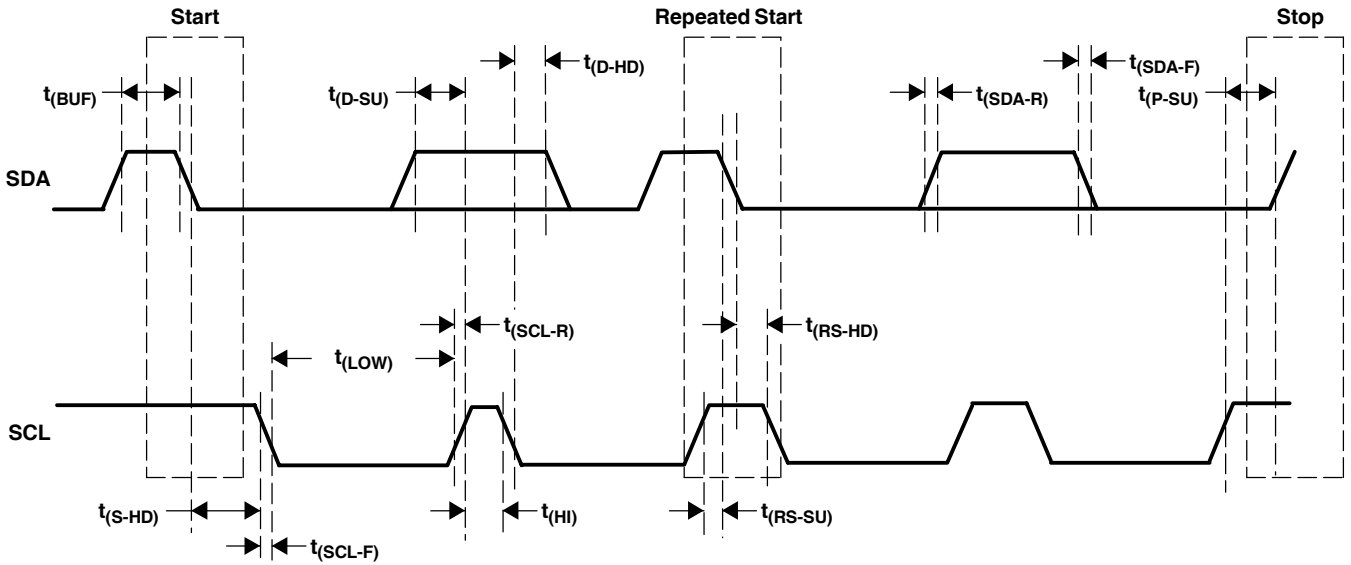 Start
Repeated Start
Stop
t(BUF)
t(D-SU)
t(D-HD)
t(SDA-R)
t(SDA-F)
t(P-SU)
SDA
t(SCL-R)
t(LOW)
t(RS-HD)
SCL
t(S-HD)
t(SCL-F)
t(HI)
t(RS-SU)